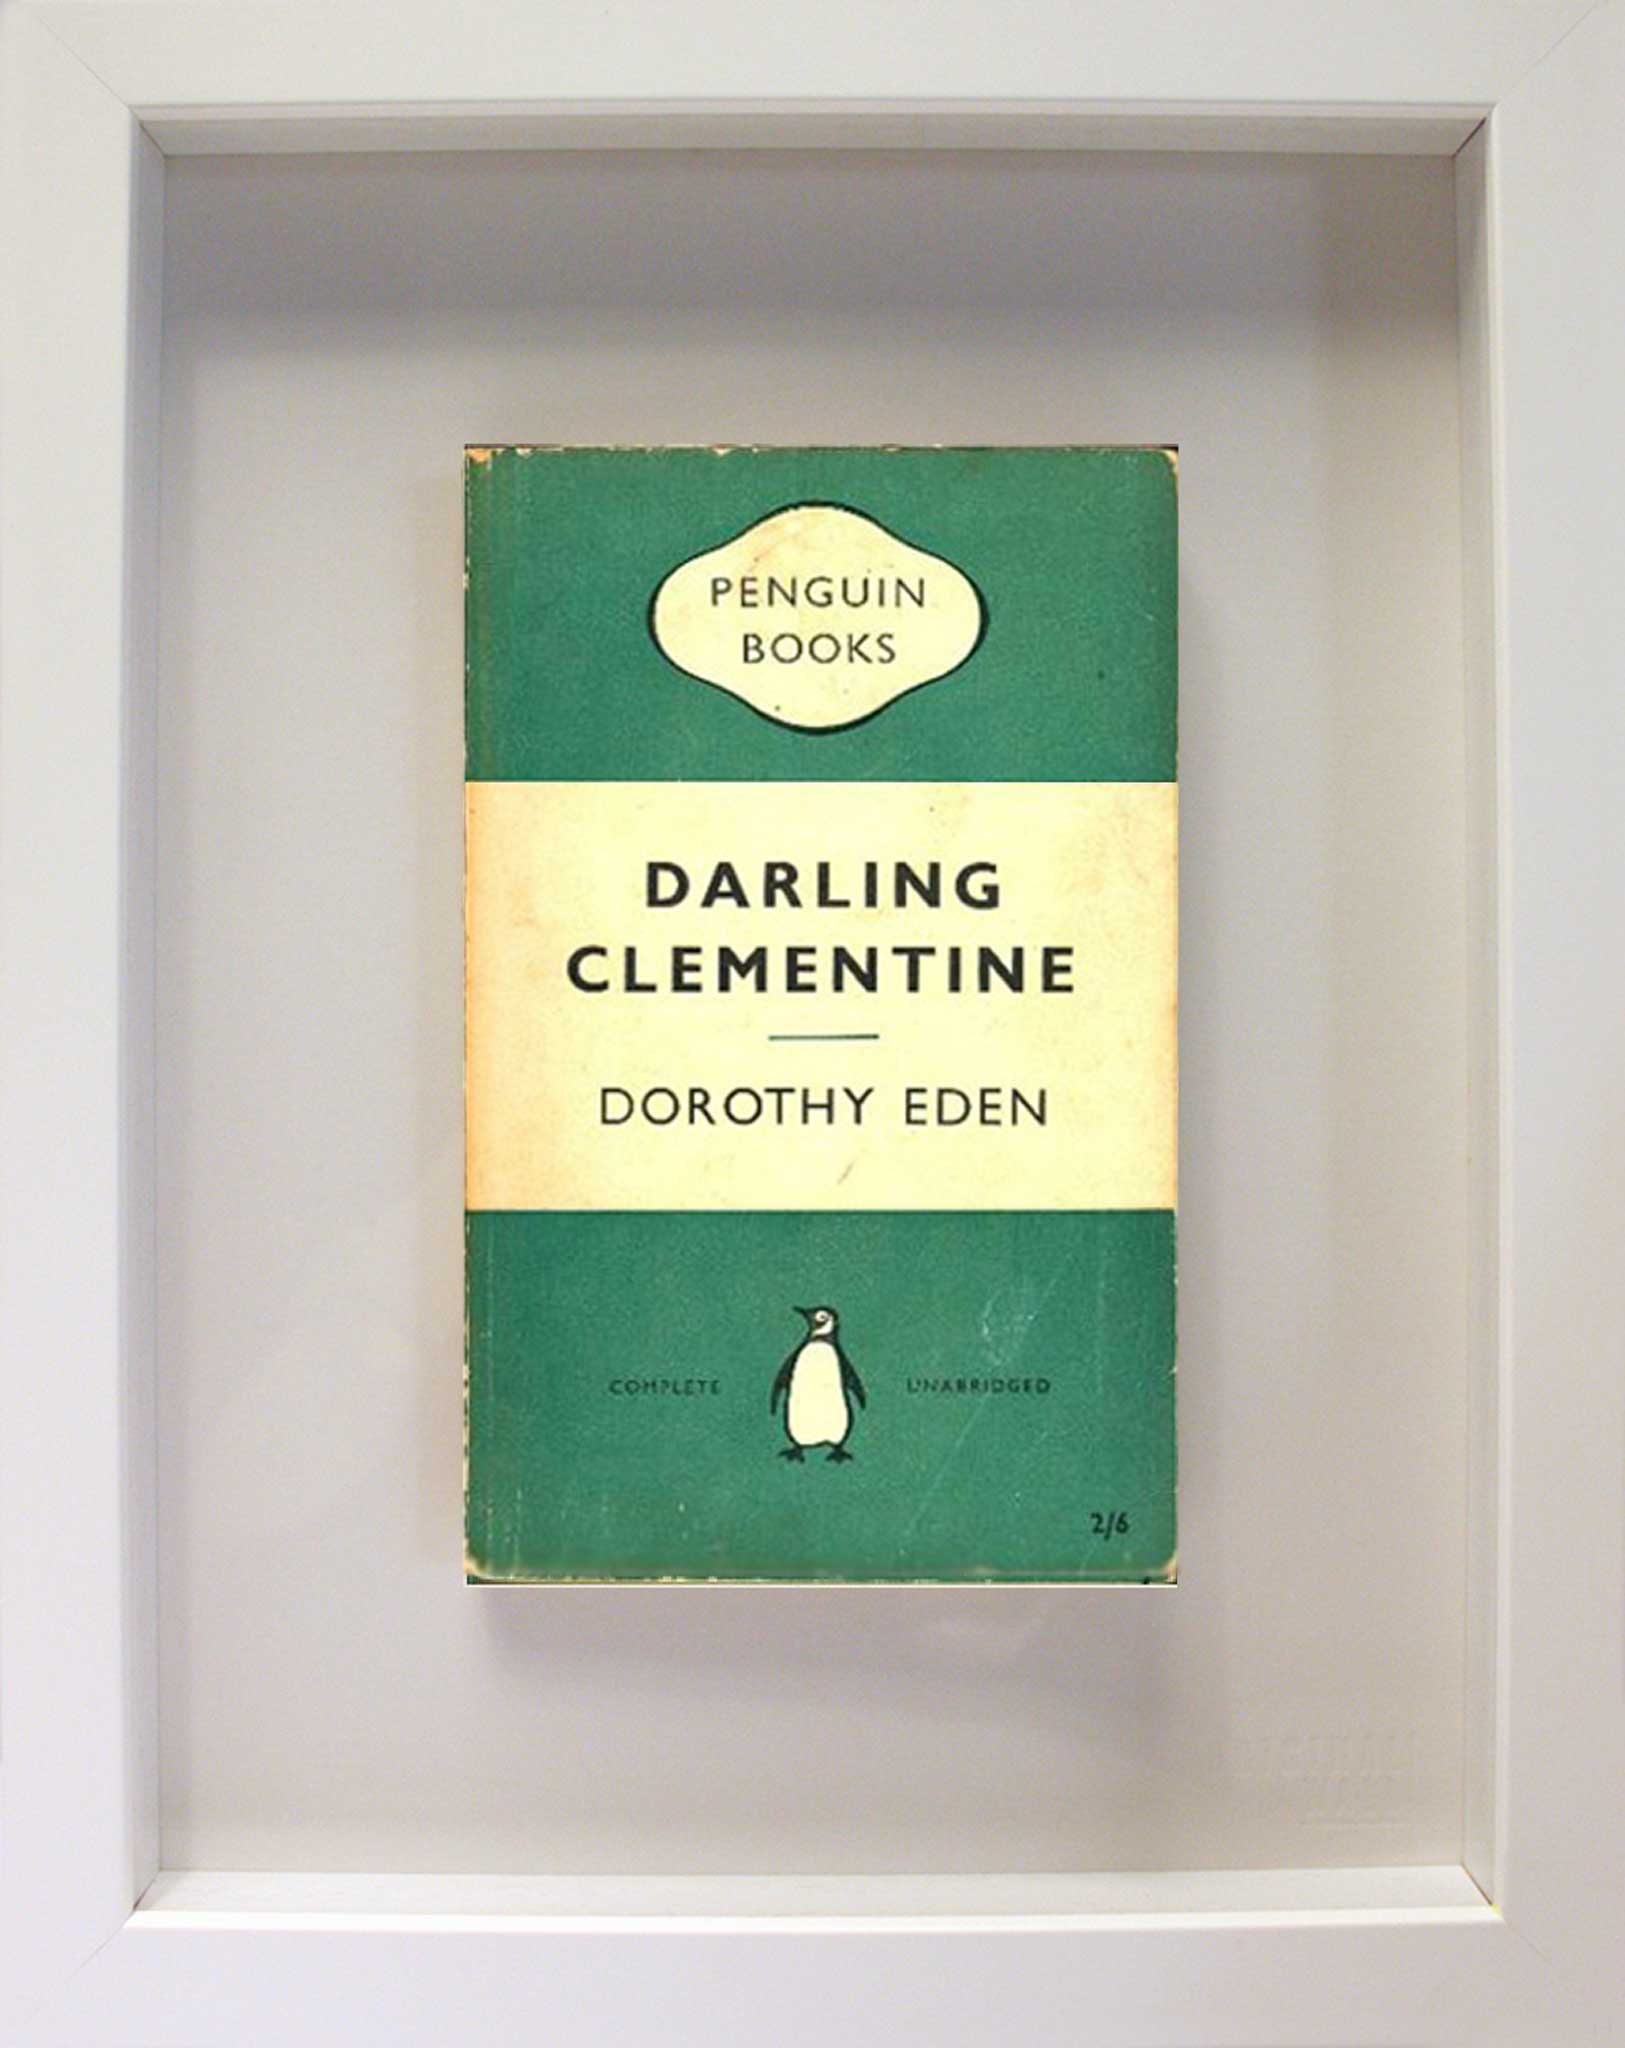 PENGUIN
BOOKS
DARLING
CLEMENTINE
DOROTHY EDEN
COMPLETE UNABRIDGED
2/6